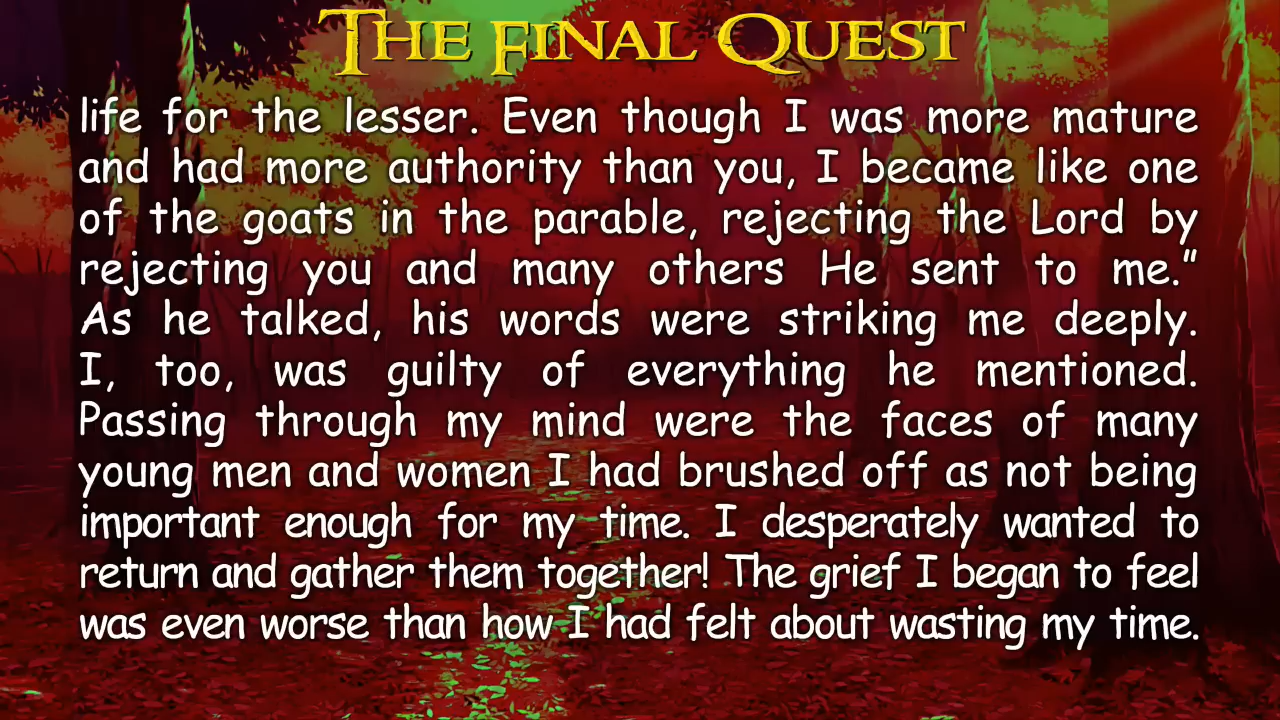 THE FINAL QUEST
life for the lesser. Even though I was more mature
and had more authority than you, I became like one
of the goats in the parable, rejecting the Lord by
rejecting you and many others He sent to me.”
As he talked, his words were striking me deeply.
I, too, was guilty of everything he mentioned.
Passing through my mind were the faces of many
young men and women I had brushed off as not being
important enough for my time. I desperately wanted to
return and gather them together! The grief I began to feel
was even worse than how I had felt about wasting my time.